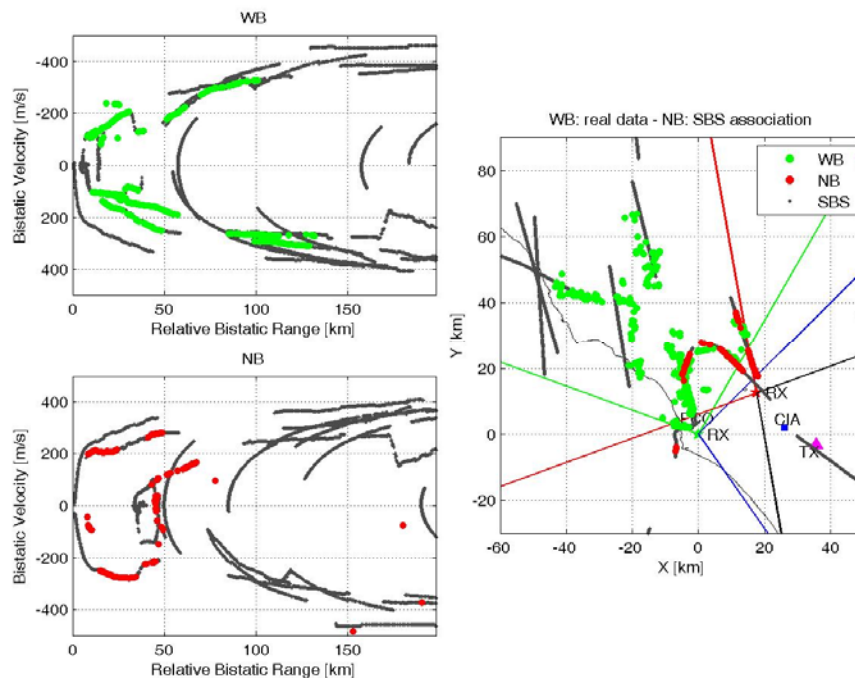 WB
Bistatic Velocity [m/s]
-400
-200
0
200
400
0
50
100
150
Relative Bistatic Range [km]
NB
Bistatic Velocity [m/s]
400
200
0
-200
-400
0
50
100
150
Relative Bistatic Range [km]
WB: real data - NB: SBS association
WB
NB
SBS
Y [km]
80
60
40
20
0
-20
RX
CIA
TX
FCO
RX
-60
-40
-20
0
20
40
X [km]